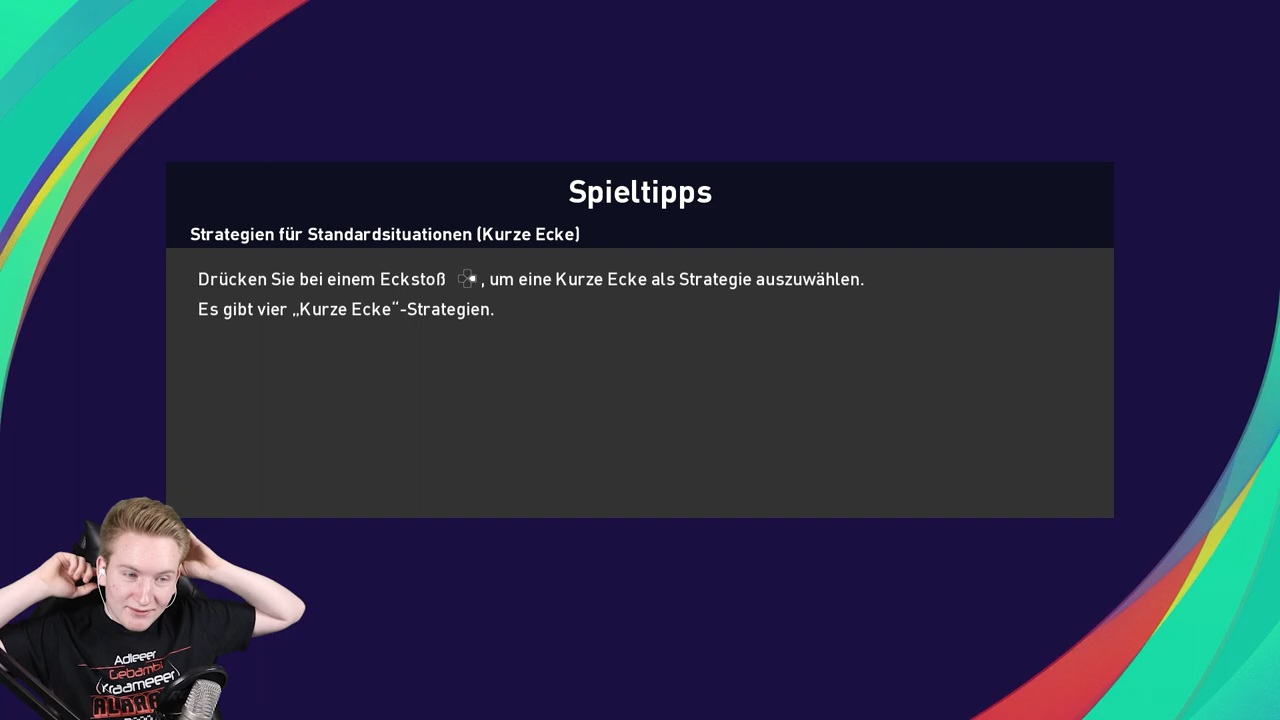 Spieltipps
Strategien für Standardsituationen (Kurze Ecke)
Drücken Sie bei einem Eckstoß , um eine Kurze Ecke als Strategie auszuwählen.
Es gibt vier „Kurze Ecke“-Strategien.
Adleeer
Gebambl
(Kraameeer)